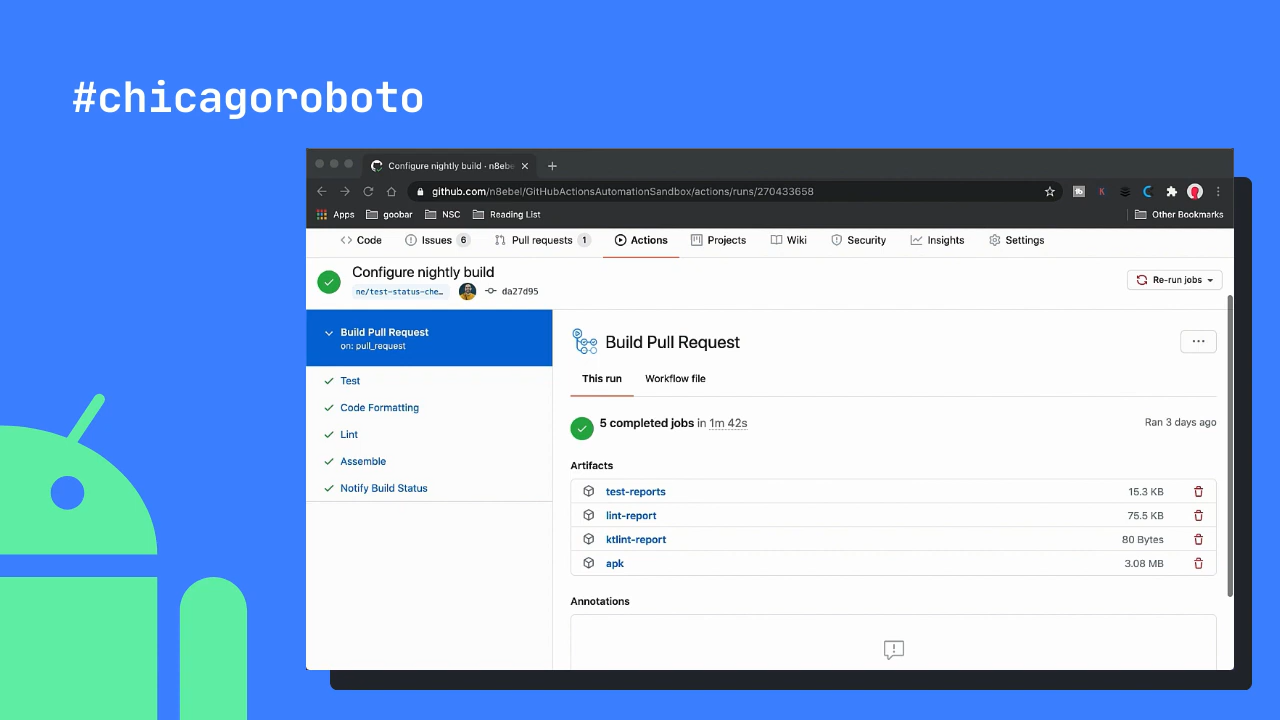 #chicagoroboto
Configure nightly build · n8ebe
github.com/n8ebel/GitHubActionsAutomationSandbox/actions/runs/270433658
Apps goobar NSC Reading List Other Bookmarks
Code Issues 6 Pull requests 1 Actions Projects Wiki Security Insights Settings
Configure nightly build
ne/test-status-che… da27d95
Re-run jobs
Build Pull Request
on: pull_request
Test
Code Formatting
Lint
Assemble
Notify Build Status
Build Pull Request
This run Workflow file
5 completed jobs in 1m 42s
Ran 3 days ago
Artifacts
test-reports 15.3 KB
lint-report 75.5 KB
ktlint-report 80 Bytes
apk 3.08 MB
Annotations